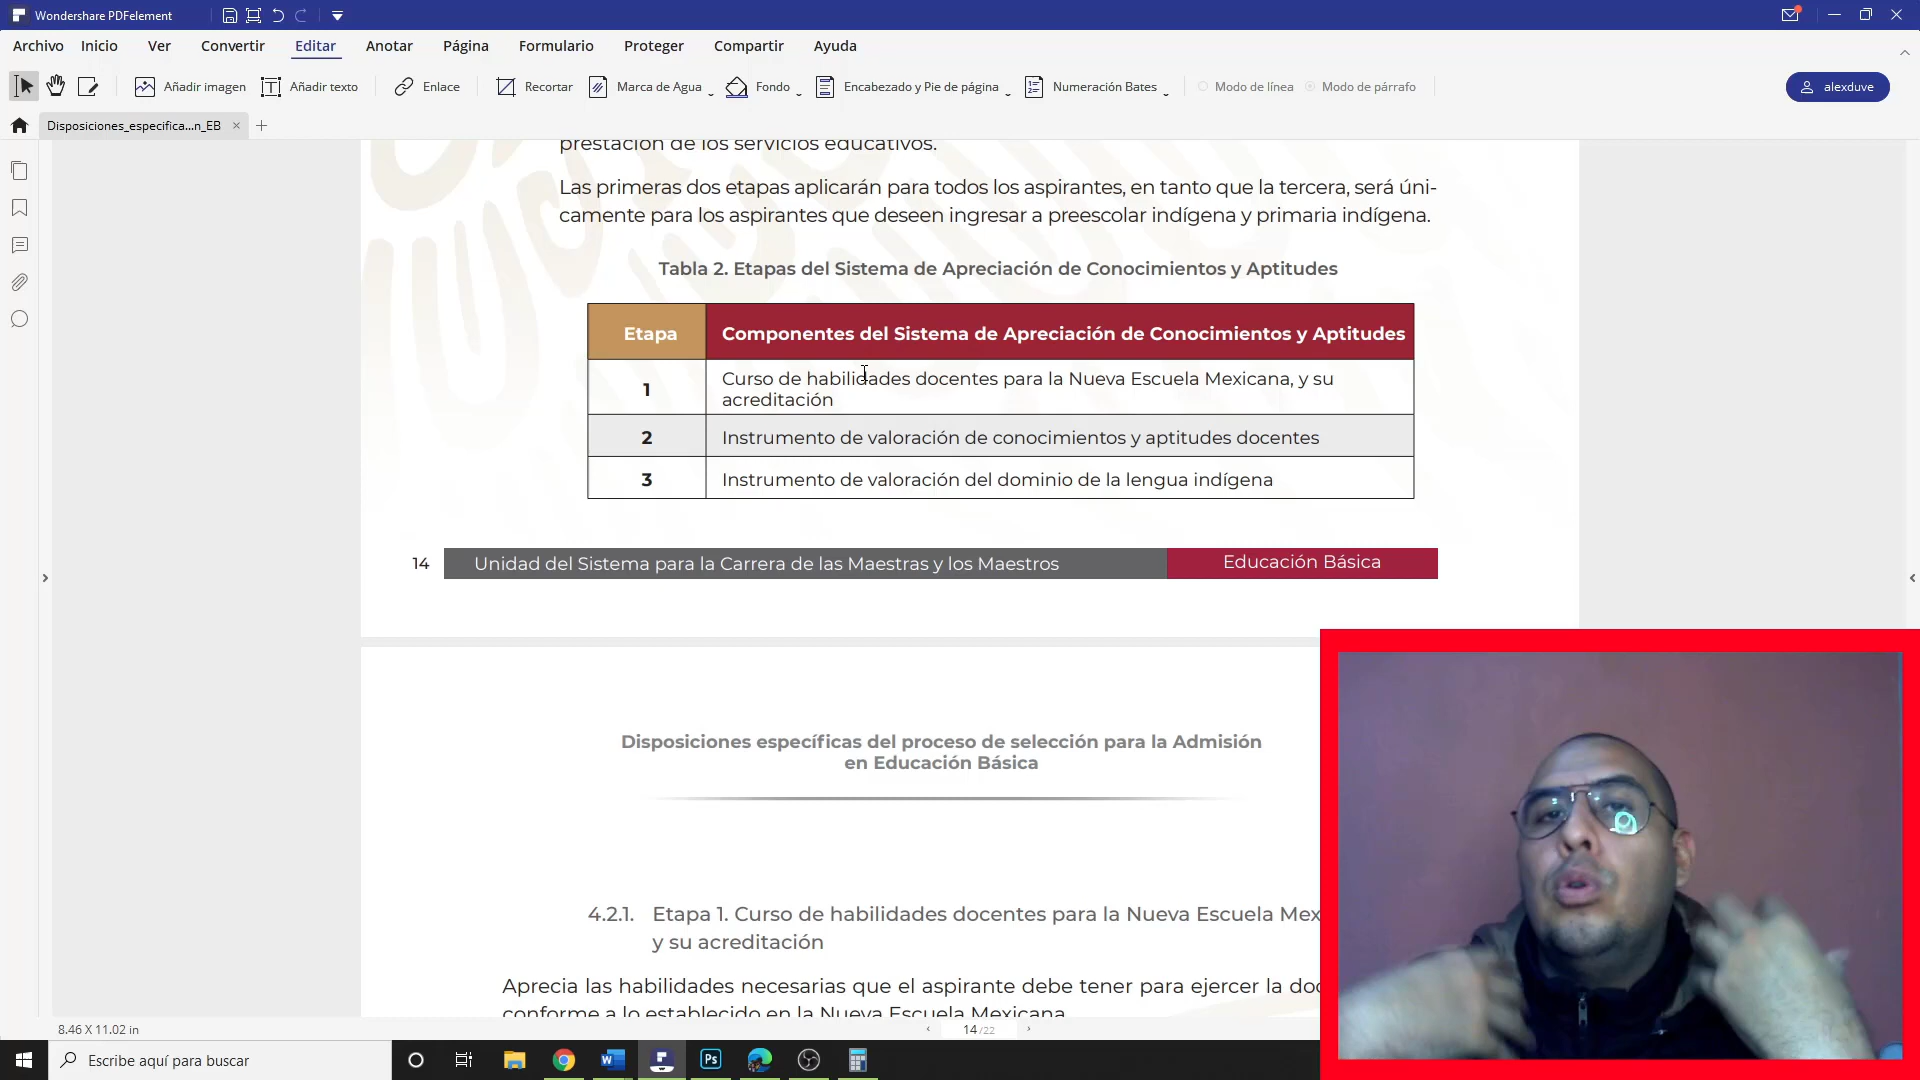 Wondershare PDFelement
Archivo Inicio Ver Convertir Editar Anotar Página Formulario Proteger Compartir Ayuda
Añadir imagen Añadir texto Enlace Recortar Marca de Agua Fondo Encabezado y Pie de página Numeración Bates Modo de línea Modo de párrafo alexduve
Disposiciones_especifica...n_EB
prestación de los servicios educativos.
Las primeras dos etapas aplicarán para todos los aspirantes, en tanto que la tercera, será úni-
camente para los aspirantes que deseen ingresar a preescolar indígena y primaria indígena.
Tabla 2. Etapas del Sistema de Apreciación de Conocimientos y Aptitudes
Etapa Componentes del Sistema de Apreciación de Conocimientos y Aptitudes
1 Curso de habilidades docentes para la Nueva Escuela Mexicana, y su
acreditación
2 Instrumento de valoración de conocimientos y aptitudes docentes
3 Instrumento de valoración del dominio de la lengua indígena
14 Unidad del Sistema para la Carrera de las Maestras y los Maestros Educación Básica
Disposiciones específicas del proceso de selección para la Admisión
en Educación Básica
4.2.1. Etapa 1. Curso de habilidades docentes para la Nueva Escuela Mex
y su acreditación
Aprecia las habilidades necesarias que el aspirante debe tener para ejercer la do
conforme a lo establecido en la Nueva Escuela Mexicana
8.46 X 11.02 in 14 /22
Escribe aquí para buscar